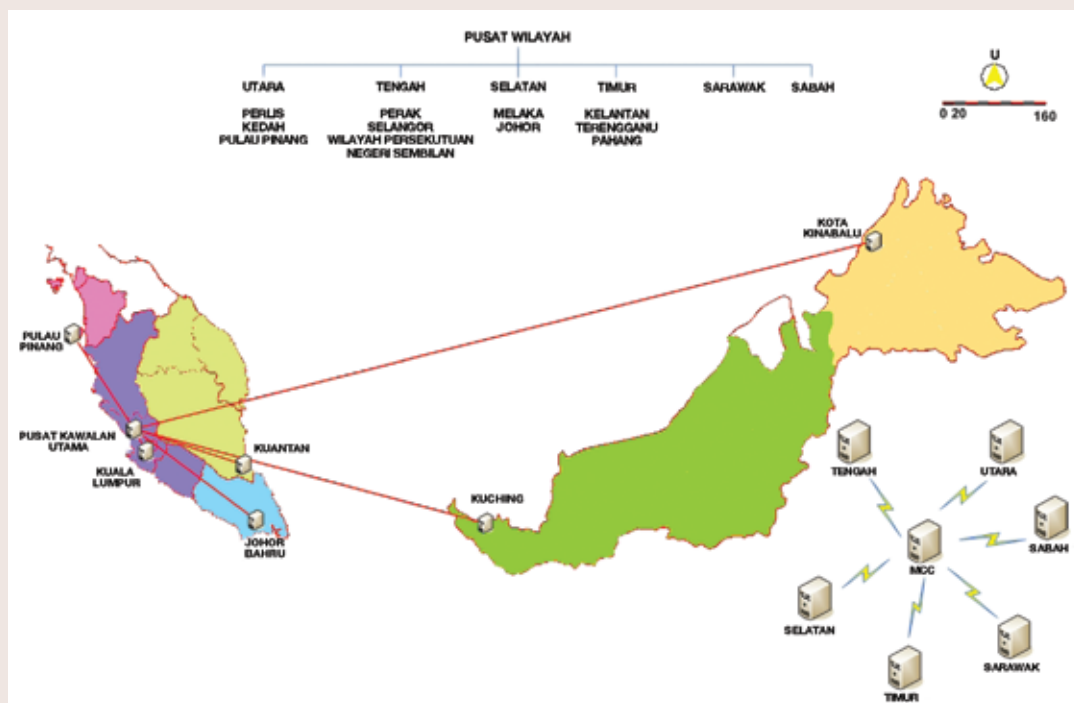 PUSAT WILAYAH
UTARA
PERLIS
KEDAH
PULAU PINANG
TENGAH
PERAK
SELANGOR
WILAYAH PERSEKUTUAN
NEGERI SEMBILAN
SELATAN
MELAKA
JOHOR
TIMUR
KELANTAN
TERENGGANU
PAHANG
SARAWAK
SABAH
U
0 20 160
KOTA
KINABALU
PULAU
PINANG
PUSAT KAWALAN
UTAMA
KUALA
LUMPUR
KUANTAN
JOHOR
BAHRU
KUCHING
TENGAH
UTARA
SABAH
MCC
SELATAN
SARAWAK
TIMUR